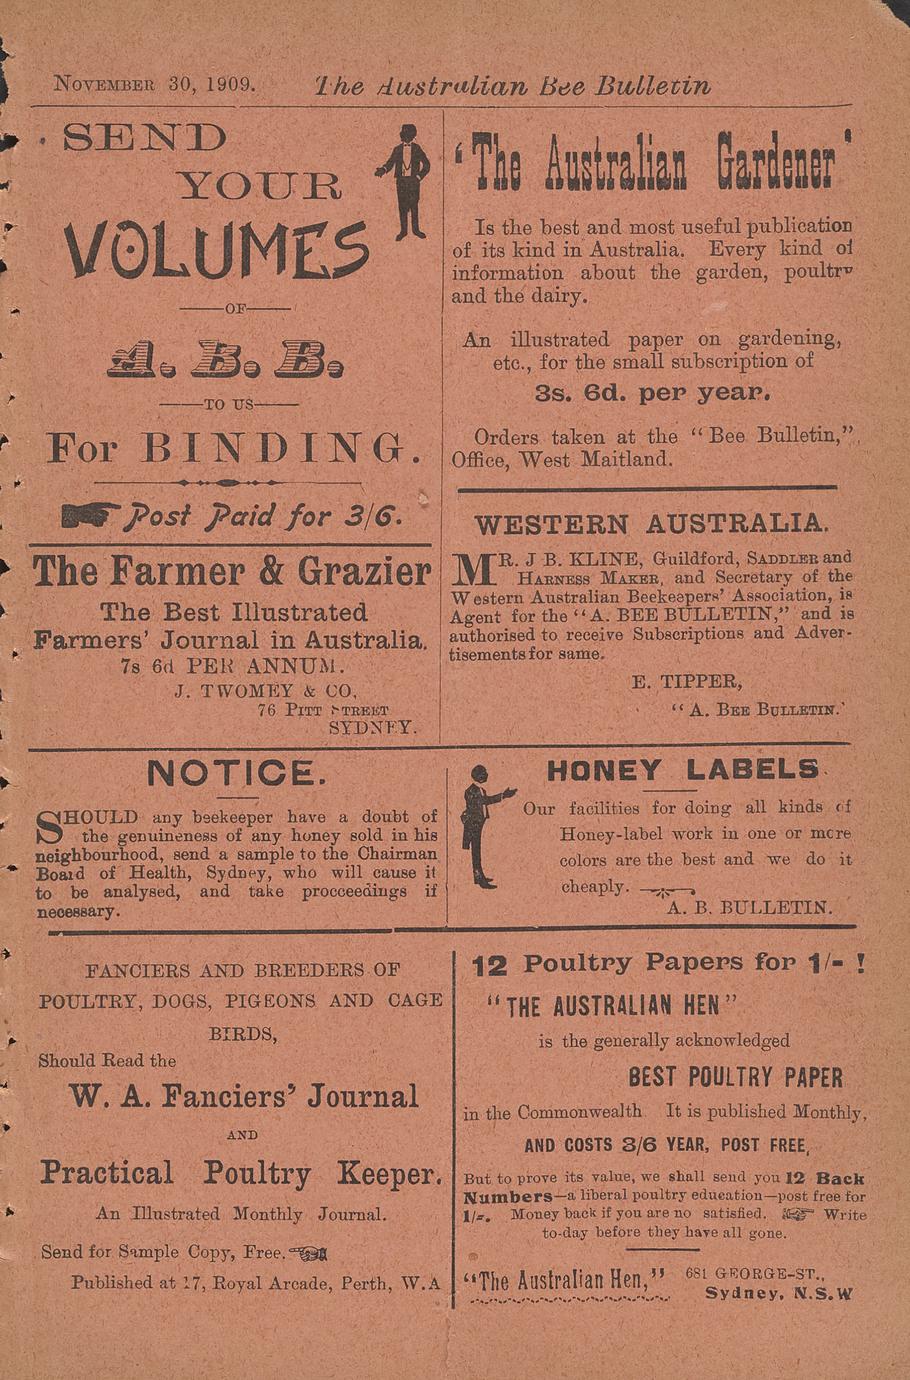 November 30, 1909. The Australian Bee Bulletin
SEND
YOUR
VOLUMES
OF
A. B. B.
TO US
For BINDING.
Post Paid for 3/6.
The Farmer & Grazier
The Best Illustrated
Farmers' Journal in Australia.
7s 6d PER ANNUM.
J. TWOMEY & CO,
76 Pitt Street
SYDNEY.
'The Australian Gardener'
Is the best and most useful publication
of its kind in Australia. Every kind of
information about the garden, poultry
and the dairy.
An illustrated paper on gardening,
etc., for the small subscription of
3s. 6d. per year.
Orders taken at the "Bee Bulletin,"
Office, West Maitland.
WESTERN AUSTRALIA.
MR. J B. KLINE, Guildford, Saddler and
Harness Maker, and Secretary of the
Western Australian Beekeepers' Association, is
Agent for the "A. BEE BULLETIN," and is
authorised to receive Subscriptions and Adver-
tisements for same.
E. TIPPER,
"A. Bee Bulletin.'
NOTICE.
SHOULD any beekeeper have a doubt of
the genuineness of any honey sold in his
neighbourhood, send a sample to the Chairman
Board of Health, Sydney, who will cause it
to be analysed, and take procceedings if
necessary.
HONEY LABELS.
Our facilities for doing all kinds of
Honey-label work in one or more
colors are the best and we do it
cheaply.
A. B. BULLETIN.
FANCIERS AND BREEDERS OF
POULTRY, DOGS, PIGEONS AND CAGE
BIRDS,
Should Read the
W. A. Fanciers' Journal
AND
Practical Poultry Keeper.
An Illustrated Monthly Journal.
Send for Sample Copy, Free.
Published at 17, Royal Arcade, Perth, W.A
12 Poultry Papers for 1/- !
"THE AUSTRALIAN HEN"
is the generally acknowledged
BEST POULTRY PAPER
in the Commonwealth. It is published Monthly,
AND COSTS 3/6 YEAR, POST FREE,
But to prove its value, we shall send you 12 Back
Numbers—a liberal poultry education—post free for
1/-. Money back if you are no satisfied. Write
to-day before they have all gone.
"The Australian Hen," 681 GEORGE-ST.,
Sydney, N.S.W